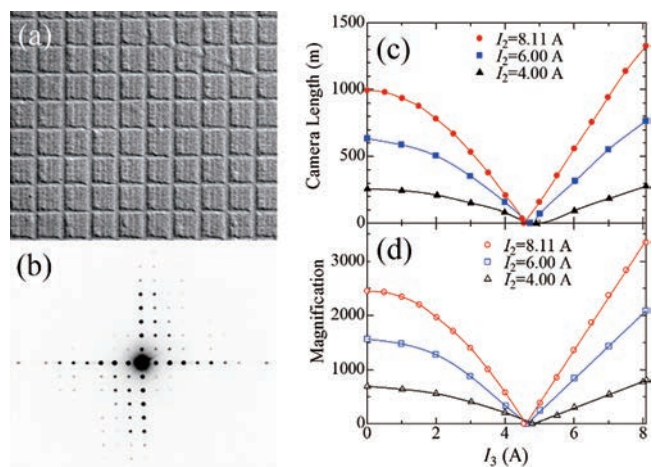 (a)
(b)
(c)
I2=8.11 A
I2=6.00 A
I2=4.00 A
Camera Length (m)
1500
1000
500
0
(d)
I2=8.11 A
I2=6.00 A
I2=4.00 A
Magnification
3000
2000
1000
0
0 2 4 6 8
I3 (A)